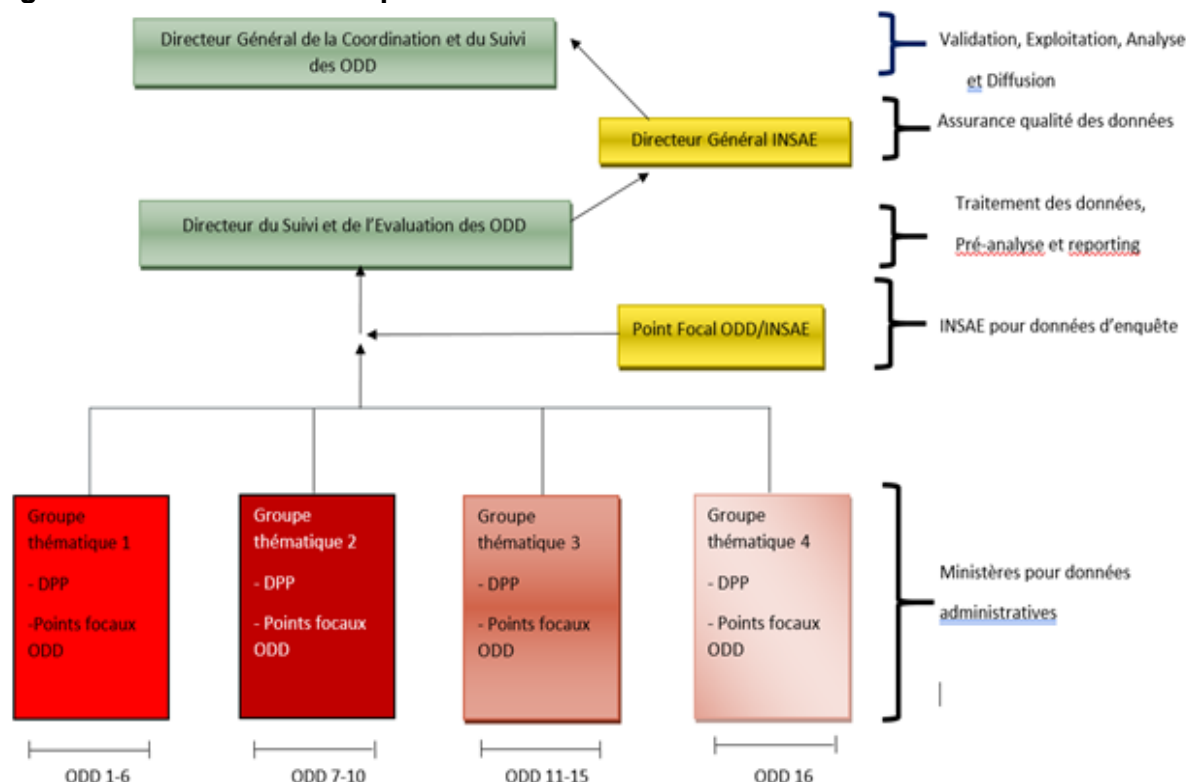 Directeur Général de la Coordination et du Suivi
des ODD
Validation, Exploitation, Analyse
et Diffusion
Directeur Général INSAE
Assurance qualité des données
Directeur du Suivi et de l'Evaluation des ODD
Traitement des données,
Pré-analyse et reporting
Point Focal ODD/INSAE
INSAE pour données d'enquête
Groupe
thématique 1
- DPP
-Points focaux
ODD
Groupe
thématique 2
- DPP
- Points focaux
ODD
Groupe
thématique 3
- DPP
- Points focaux
ODD
Groupe
thématique 4
- DPP
- Points focaux
ODD
Ministères pour données
administratives
ODD 1-6
ODD 7-10
ODD 11-15
ODD 16